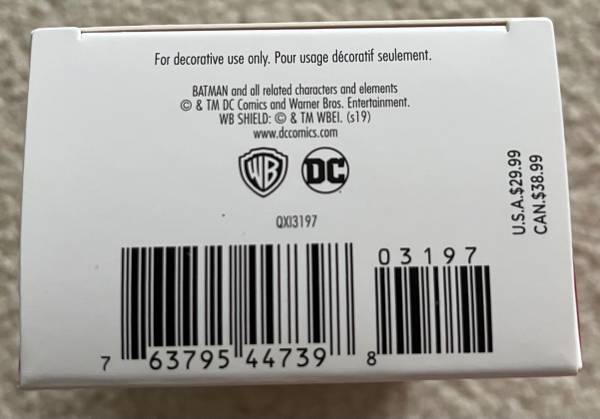 For decorative use only. Pour usage décoratif seulement.
BATMAN and all related characters and elements
© & TM DC Comics and Warner Bros. Entertainment.
WB SHIELD: © & TM WBEI. (s19)
www.dccomics.com
WB DC
QXI3197
U.S.A.$29.99
CAN.$38.99
03197
7 63795 44739 8